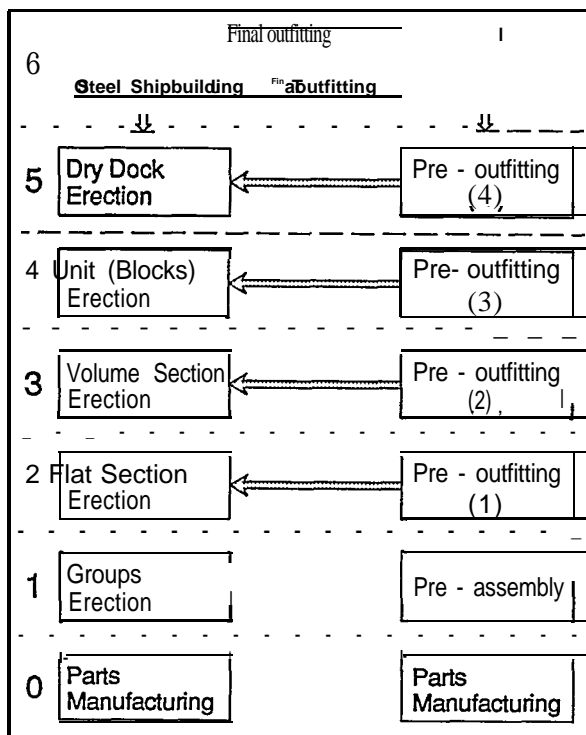 Final outfitting
6
Steel Shipbuilding
5 Dry Dock Erection Pre - outfitting (4)
4 Unit (Blocks) Erection Pre- outfitting (3)
3 Volume Section Erection Pre - outfitting (2)
2 Flat Section Erection Pre - outfitting (1)
1 Groups Erection Pre - assembly
0 Parts Manufacturing Parts Manufacturing